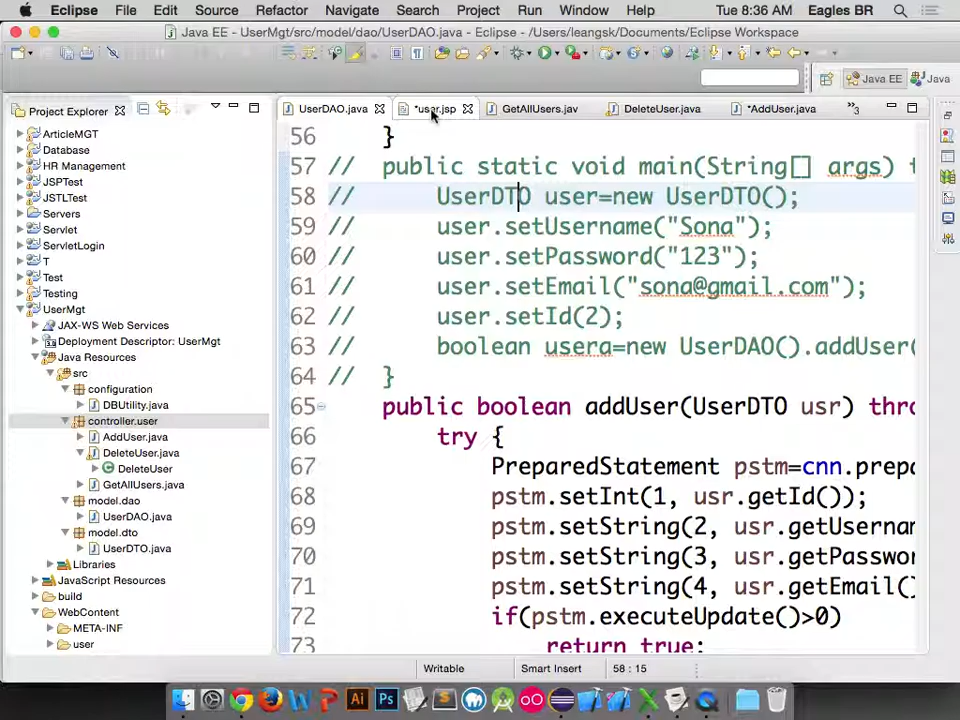 Eclipse File Edit Source Refactor Navigate Search Project Run Window Help Tue 8:36 AM Eagles BR
Java EE - UserMgt/src/model/dao/UserDAO.java - Eclipse - /Users/leangsk/Documents/Eclipse Workspace
Java EE Java
Project Explorer
UserDAO.java *user.jsp GetAllUsers.java DeleteUser.java *AddUser.java »3
ArticleMGT
Database
HR Management
JSPTest
JSTLTest
Servers
Servlet
ServletLogin
T
Test
Testing
UserMgt
JAX-WS Web Services
Deployment Descriptor: UserMgt
Java Resources
src
configuration
DBUtility.java
controller.user
AddUser.java
DeleteUser.java
DeleteUser
GetAllUsers.java
model.dao
UserDAO.java
model.dto
UserDTO.java
Libraries
JavaScript Resources
build
WebContent
META-INF
user
56 }
57 // public static void main(String[] args) t
58 // UserDTO user=new UserDTO();
59 // user.setUsername("Sona");
60 // user.setPassword("123");
61 // user.setEmail("sona@gmail.com");
62 // user.setId(2);
63 // boolean usera=new UserDAO().addUser(
64 // }
65 public boolean addUser(UserDTO usr) thro
66 try {
67 PreparedStatement pstm=cnn.prepa
68 pstm.setInt(1, usr.getId());
69 pstm.setString(2, usr.getUsernam
70 pstm.setString(3, usr.getPasswor
71 pstm.setString(4, usr.getEmail()
72 if(pstm.executeUpdate()>0)
73 return true;
Writable Smart Insert 58 : 15
Ai Ps